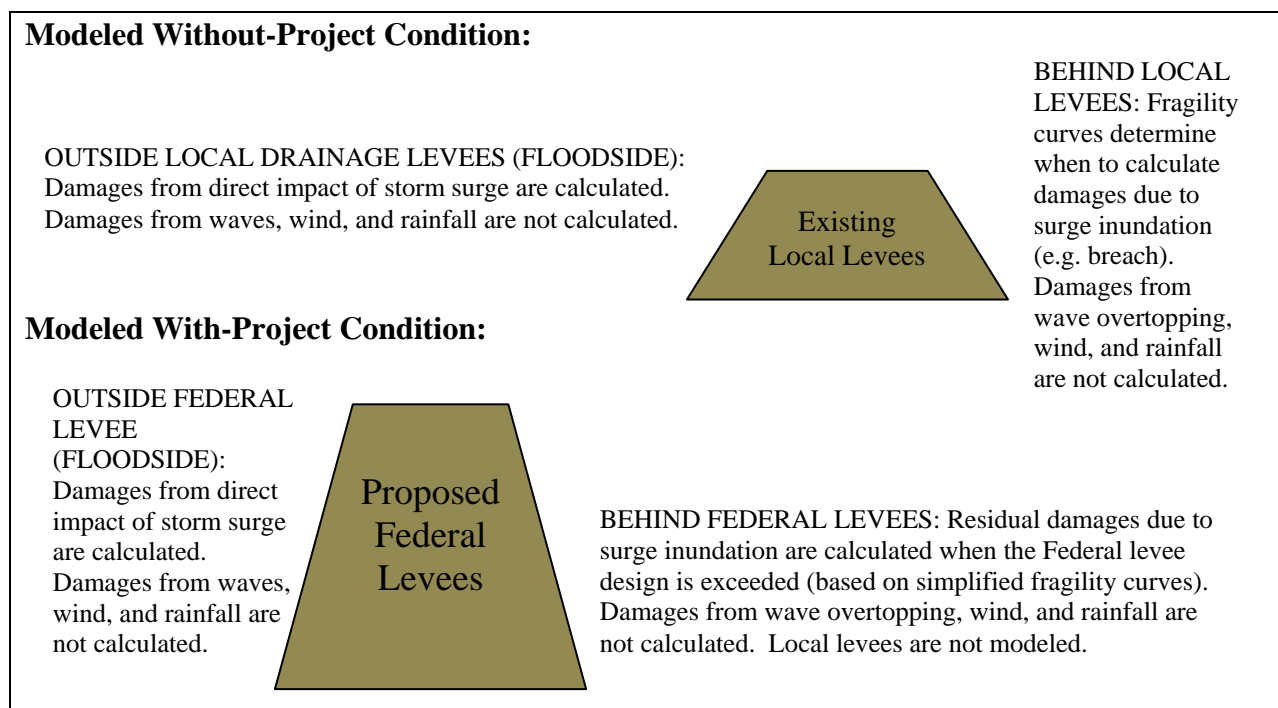 Modeled Without-Project Condition:
OUTSIDE LOCAL DRAINAGE LEVEES (FLOODSIDE):
Damages from direct impact of storm surge are calculated.
Damages from waves, wind, and rainfall are not calculated.
Existing
Local Levees
BEHIND LOCAL
LEVEES: Fragility
curves determine
when to calculate
damages due to
surge inundation
(e.g. breach).
Damages from
wave overtopping,
wind, and rainfall
are not calculated.
Modeled With-Project Condition:
OUTSIDE FEDERAL
LEVEE
(FLOODSIDE):
Damages from direct
impact of storm surge
are calculated.
Damages from waves,
wind, and rainfall are
not calculated.
Proposed
Federal
Levees
BEHIND FEDERAL LEVEES: Residual damages due to
surge inundation are calculated when the Federal levee
design is exceeded (based on simplified fragility curves).
Damages from wave overtopping, wind, and rainfall are
not calculated.  Local levees are not modeled.